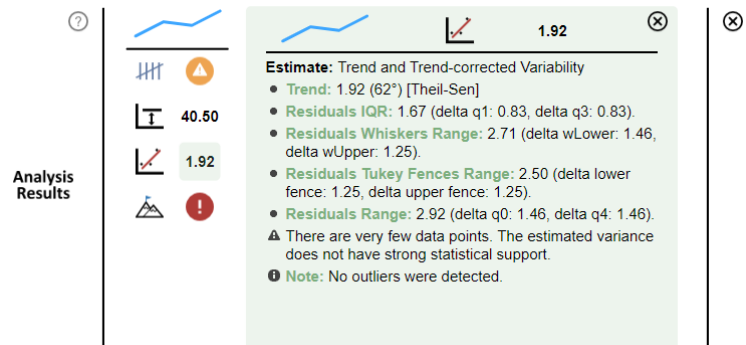 ?
1.92
Estimate: Trend and Trend-corrected Variability
Trend: 1.92 (62°) [Theil-Sen]
40.50
Residuals IQR: 1.67 (delta q1: 0.83, delta q3: 0.83).
Residuals Whiskers Range: 2.71 (delta wLower: 1.46,
delta wUpper: 1.25).
1.92
Residuals Tukey Fences Range: 2.50 (delta lower
fence: 1.25, delta upper fence: 1.25).
Analysis
Results
Residuals Range: 2.92 (delta q0: 1.46, delta q4: 1.46).
There are very few data points. The estimated variance
does not have strong statistical support.
Note: No outliers were detected.